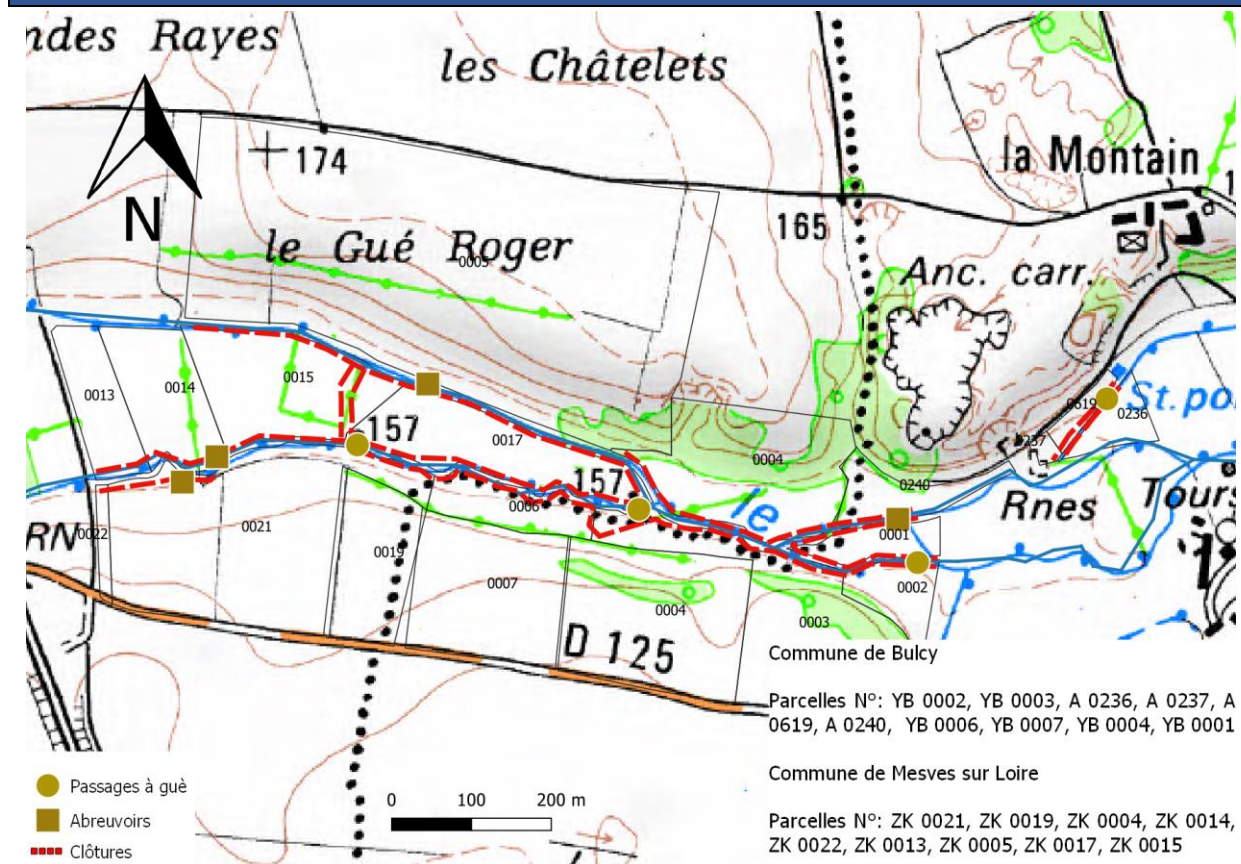 ndes Rayes
les Châtelets
174
la Montain
N
le Gué Roger
165
0005
Anc. carr.
0013
0014
0015
0017
0619
0236
St.po
157
0004
0237
157
0240
le
Rnes
Tours
0022
0021
0019
0066
0001
RN
0007
0004
0002
0003
D 125
Commune de Bulcy
Parcelles N°: YB 0002, YB 0003, A 0236, A 0237, A
0619, A 0240, YB 0006, YB 0007, YB 0004, YB 0001
Commune de Mesves sur Loire
Parcelles N°: ZK 0021, ZK 0019, ZK 0004, ZK 0014,
ZK 0022, ZK 0013, ZK 0005, ZK 0017, ZK 0015
Passages à guè
Abreuvoirs
Clôtures
0 100 200 m